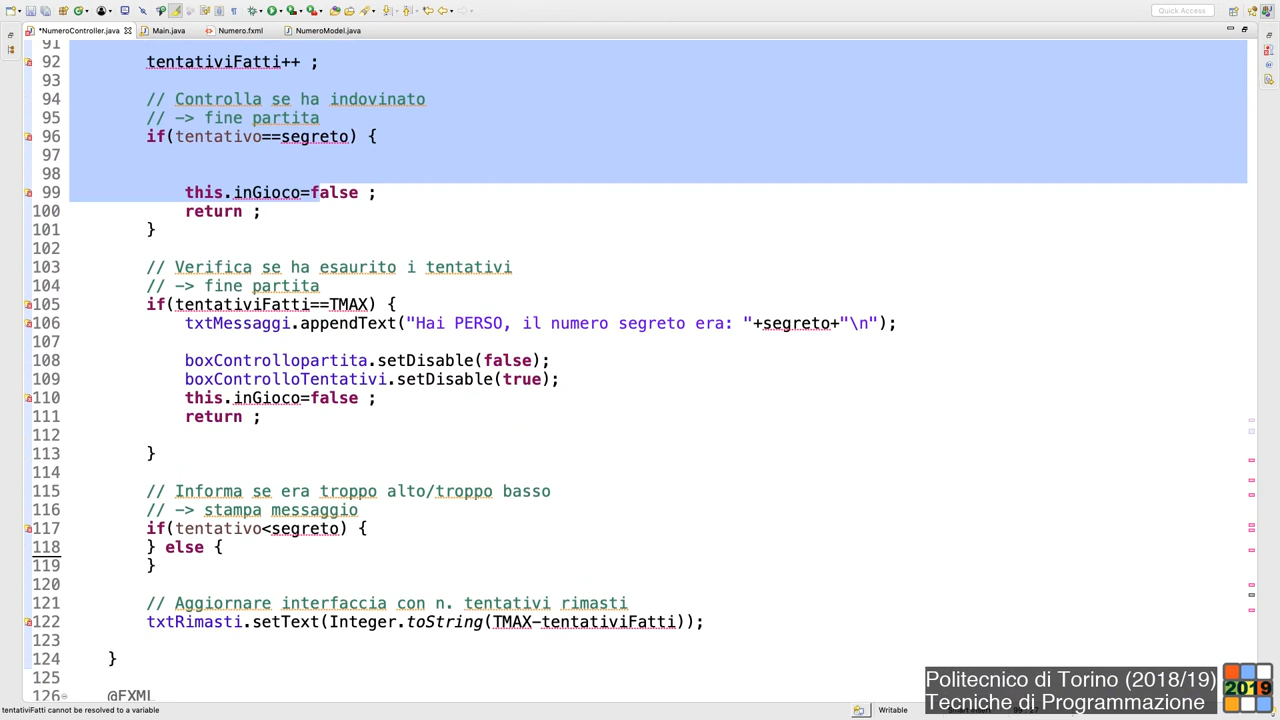 Quick Access
*NumeroController.java
Main.java
Numero.fxml
NumeroModel.java
91
92 tentativiFatti++ ;
93
94 // Controlla se ha indovinato
95 // -> fine partita
96 if(tentativo==segreto) {
97
98
99 this.inGioco=false ;
100 return ;
101 }
102
103 // Verifica se ha esaurito i tentativi
104 // -> fine partita
105 if(tentativiFatti==TMAX) {
106 txtMessaggi.appendText("Hai PERSO, il numero segreto era: "+segreto+"\n");
107
108 boxControllopartita.setDisable(false);
109 boxControlloTentativi.setDisable(true);
110 this.inGioco=false ;
111 return ;
112
113 }
114
115 // Informa se era troppo alto/troppo basso
116 // -> stampa messaggio
117 if(tentativo<segreto) {
118 } else {
119 }
120
121 // Aggiornare interfaccia con n. tentativi rimasti
122 txtRimasti.setText(Integer.toString(TMAX-tentativiFatti));
123
124 }
125
126 @FXML
Politecnico di Torino (2018/19)
Tecniche di Programmazione
2019
tentativiFatti cannot be resolved to a variable
Writable